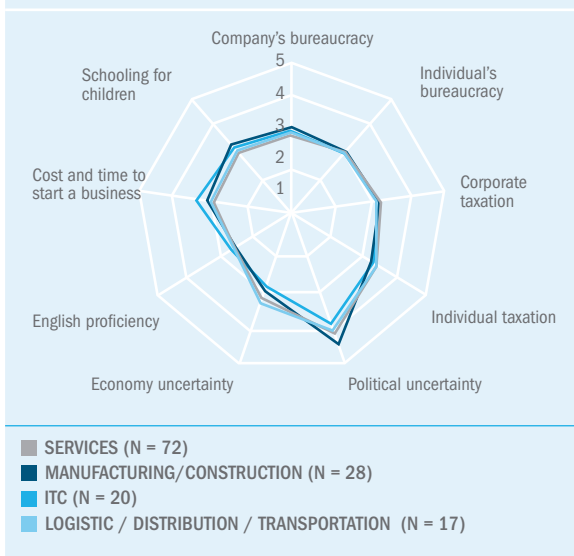 Company's bureaucracy
Schooling for
children
Individual's
bureaucracy
5
4
3
2
1
Cost and time to
start a business
Corporate
taxation
English proficiency
Individual taxation
Economy uncertainty
Political uncertainty
SERVICES (N = 72)
MANUFACTURING/CONSTRUCTION (N = 28)
ITC (N = 20)
LOGISTIC / DISTRIBUTION / TRANSPORTATION (N = 17)